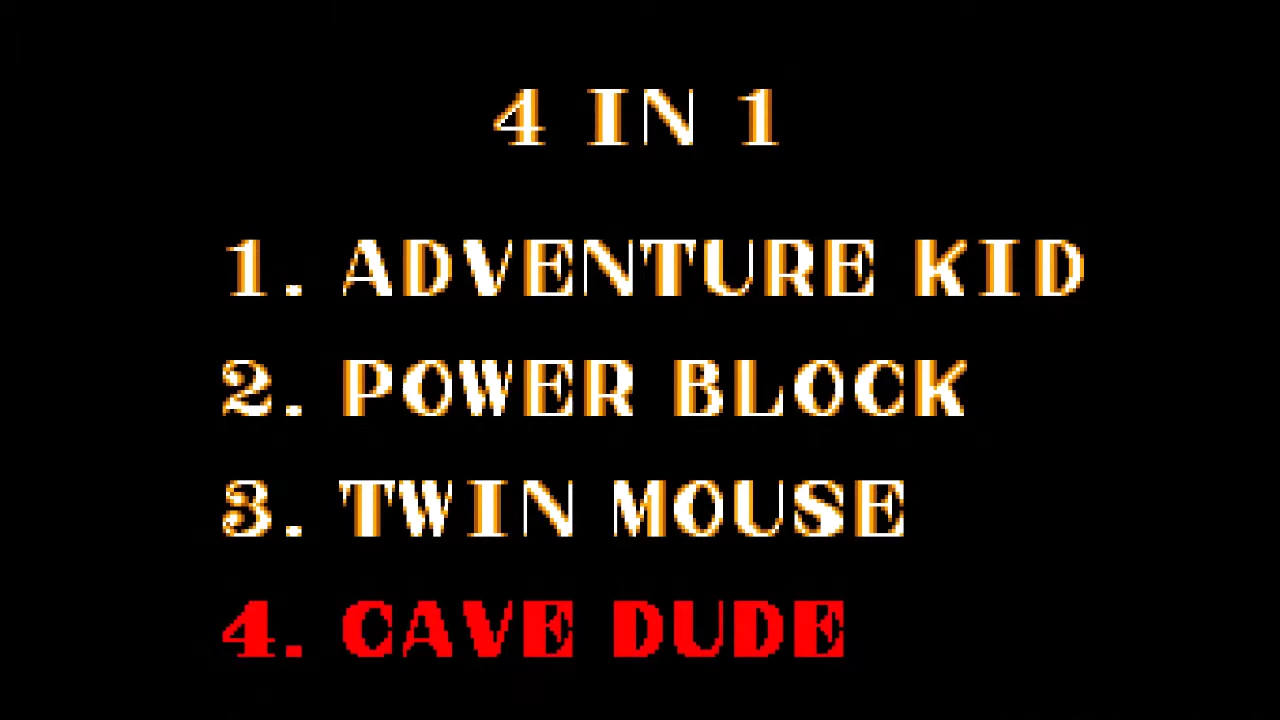 4 IN 1
1. ADVENTURE KID
2. POWER BLOCK
3. TWIN MOUSE
4. CAVE DUDE